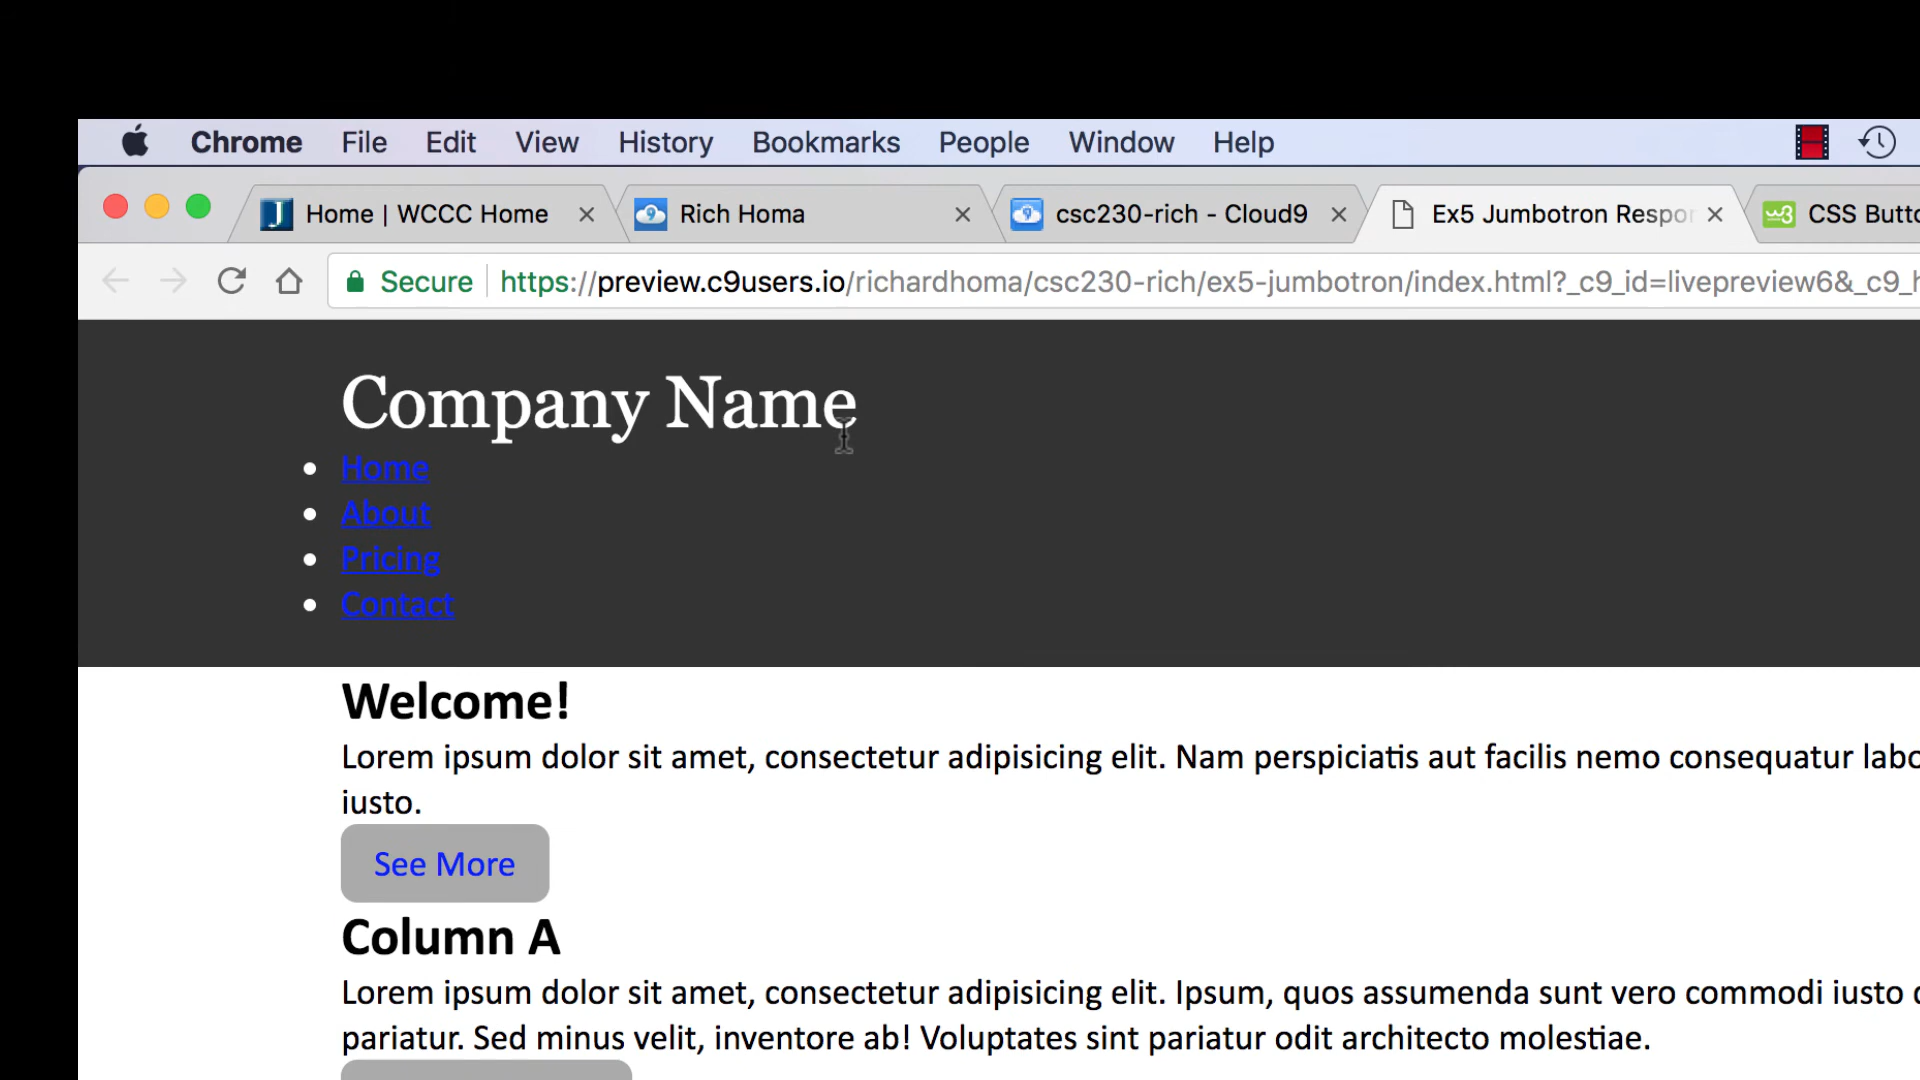 Chrome File Edit View History Bookmarks People Window Help
Home | WCCC Home Rich Homa csc230-rich - Cloud9 Ex5 Jumbotron Respon CSS Butto
Secure https://preview.c9users.io/richardhoma/csc230-rich/ex5-jumbotron/index.html?_c9_id=livepreview6&_c9_h
Company Name
Home
About
Pricing
Contact
Welcome!
Lorem ipsum dolor sit amet, consectetur adipisicing elit. Nam perspiciatis aut facilis nemo consequatur labo
iusto.
See More
Column A
Lorem ipsum dolor sit amet, consectetur adipisicing elit. Ipsum, quos assumenda sunt vero commodi iusto
pariatur. Sed minus velit, inventore ab! Voluptates sint pariatur odit architecto molestiae.